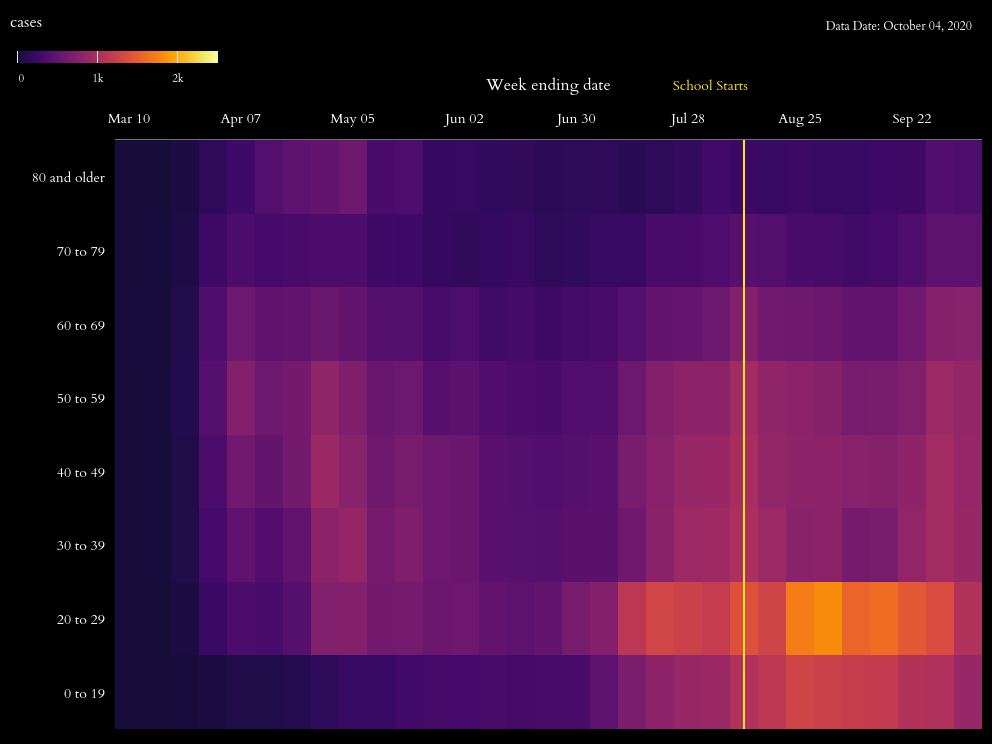 cases
Data Date: October 04, 2020
0 1k 2k
Week ending date
School Starts
Mar 10 Apr 07 May 05 Jun 02 Jun 30 Jul 28 Aug 25 Sep 22
80 and older
70 to 79
60 to 69
50 to 59
40 to 49
30 to 39
20 to 29
0 to 19